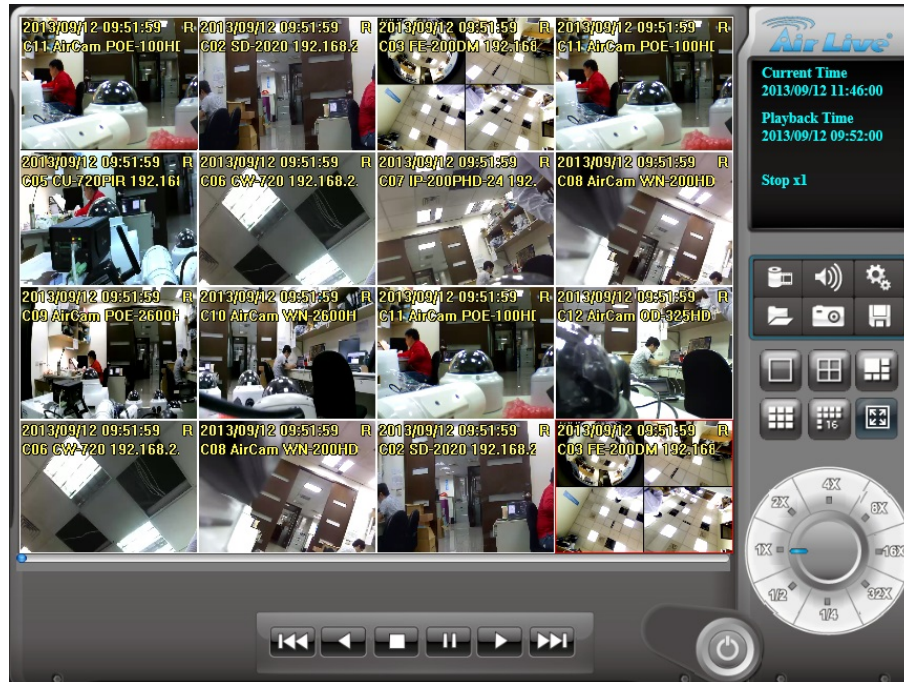 2013/09/12 09:51:59 R
C11 AirCam POE-100HD
2013/09/12 09:51:59 R
C02 SD-2020 192.168.2
2013/09/12 09:51:59 R
C03 FE-200DM 192.168.
2013/09/12 09:51:59 R
C11 AirCam POE-100HD
Air Live
Current Time
2013/09/12 11:46:00
Playback Time
2013/09/12 09:52:00
Stop x1
2013/09/12 09:51:59 R
C05 CU-720PIR 192.168
2013/09/12 09:51:59 R
C06 GW-720 192.168.2.
2013/09/12 09:51:59 R
C07 IP-200PHD-24 192.
2013/09/12 09:51:59 R
C08 AirCam WN-200HD
2013/09/12 09:51:59 R
C09 AirCam POE-2600H
2013/09/12 09:51:59 R
C10 AirCam WN-2600H
2013/09/12 09:51:59 R
C11 AirCam POE-100HD
2013/09/12 09:51:59 R
C12 AirCam OD-325HD
2013/09/12 09:51:59 R
C06 GW-720 192.168.2.
2013/09/12 09:51:59 R
C08 AirCam WN-200HD
2013/09/12 09:51:59 R
C02 SD-2020 192.168.2
2013/09/12 09:51:59 R
C03 FE-200DM 192.168.
16
1/4
1/2
1X
2X
4X
8X
16X
32X